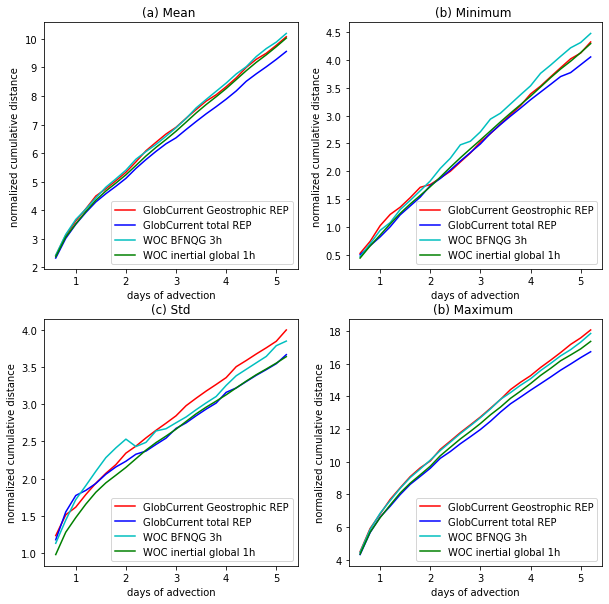 (a) Mean
normalized cumulative distance
10
9
8
7
6
5
4
3
2
1 2 3 4 5
days of advection
GlobCurrent Geostrophic REP
GlobCurrent total REP
WOC BFNQG 3h
WOC inertial global 1h
(b) Minimum
normalized cumulative distance
4.5
4.0
3.5
3.0
2.5
2.0
1.5
1.0
0.5
1 2 3 4 5
days of advection
GlobCurrent Geostrophic REP
GlobCurrent total REP
WOC BFNQG 3h
WOC inertial global 1h
(c) Std
normalized cumulative distance
4.0
3.5
3.0
2.5
2.0
1.5
1.0
1 2 3 4 5
days of advection
GlobCurrent Geostrophic REP
GlobCurrent total REP
WOC BFNQG 3h
WOC inertial global 1h
(b) Maximum
normalized cumulative distance
18
16
14
12
10
8
6
4
1 2 3 4 5
days of advection
GlobCurrent Geostrophic REP
GlobCurrent total REP
WOC BFNQG 3h
WOC inertial global 1h